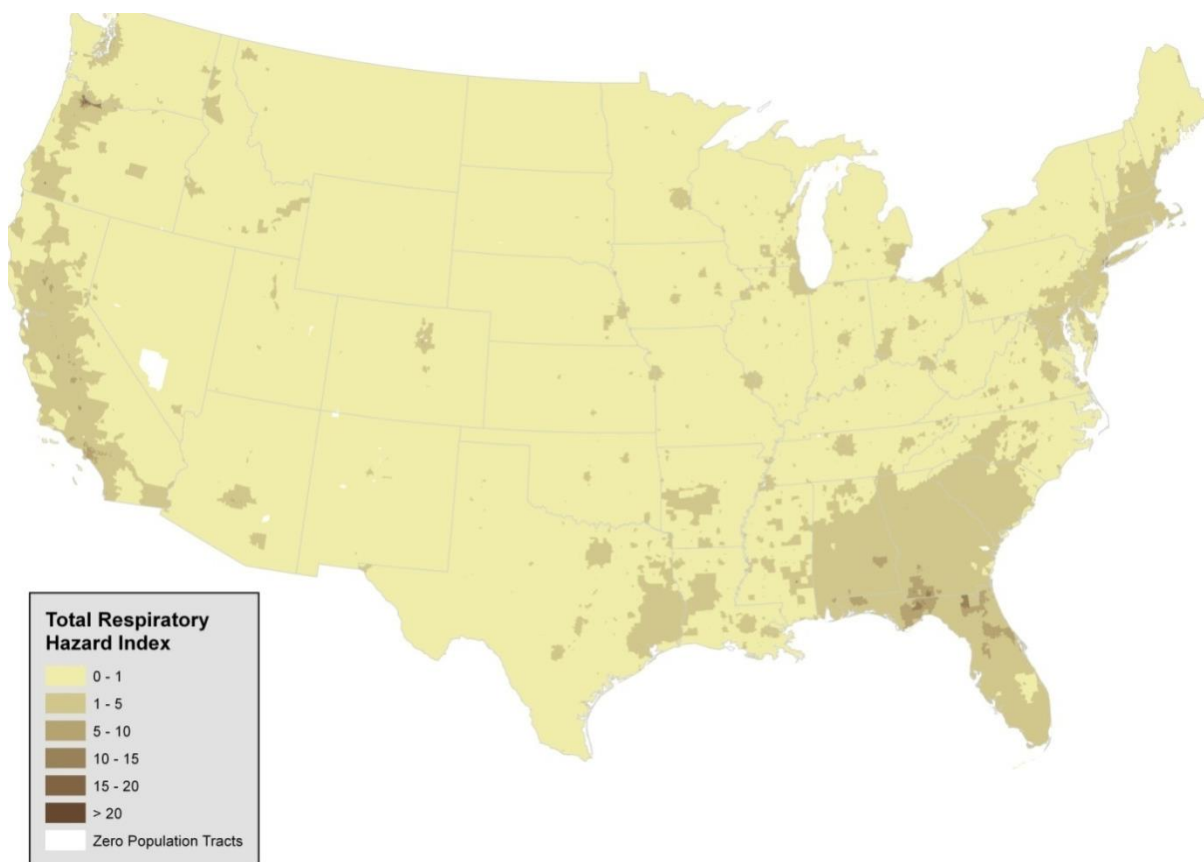 Total Respiratory
Hazard Index
0 - 1
1 - 5
5 - 10
10 - 15
15 - 20
> 20
Zero Population Tracts